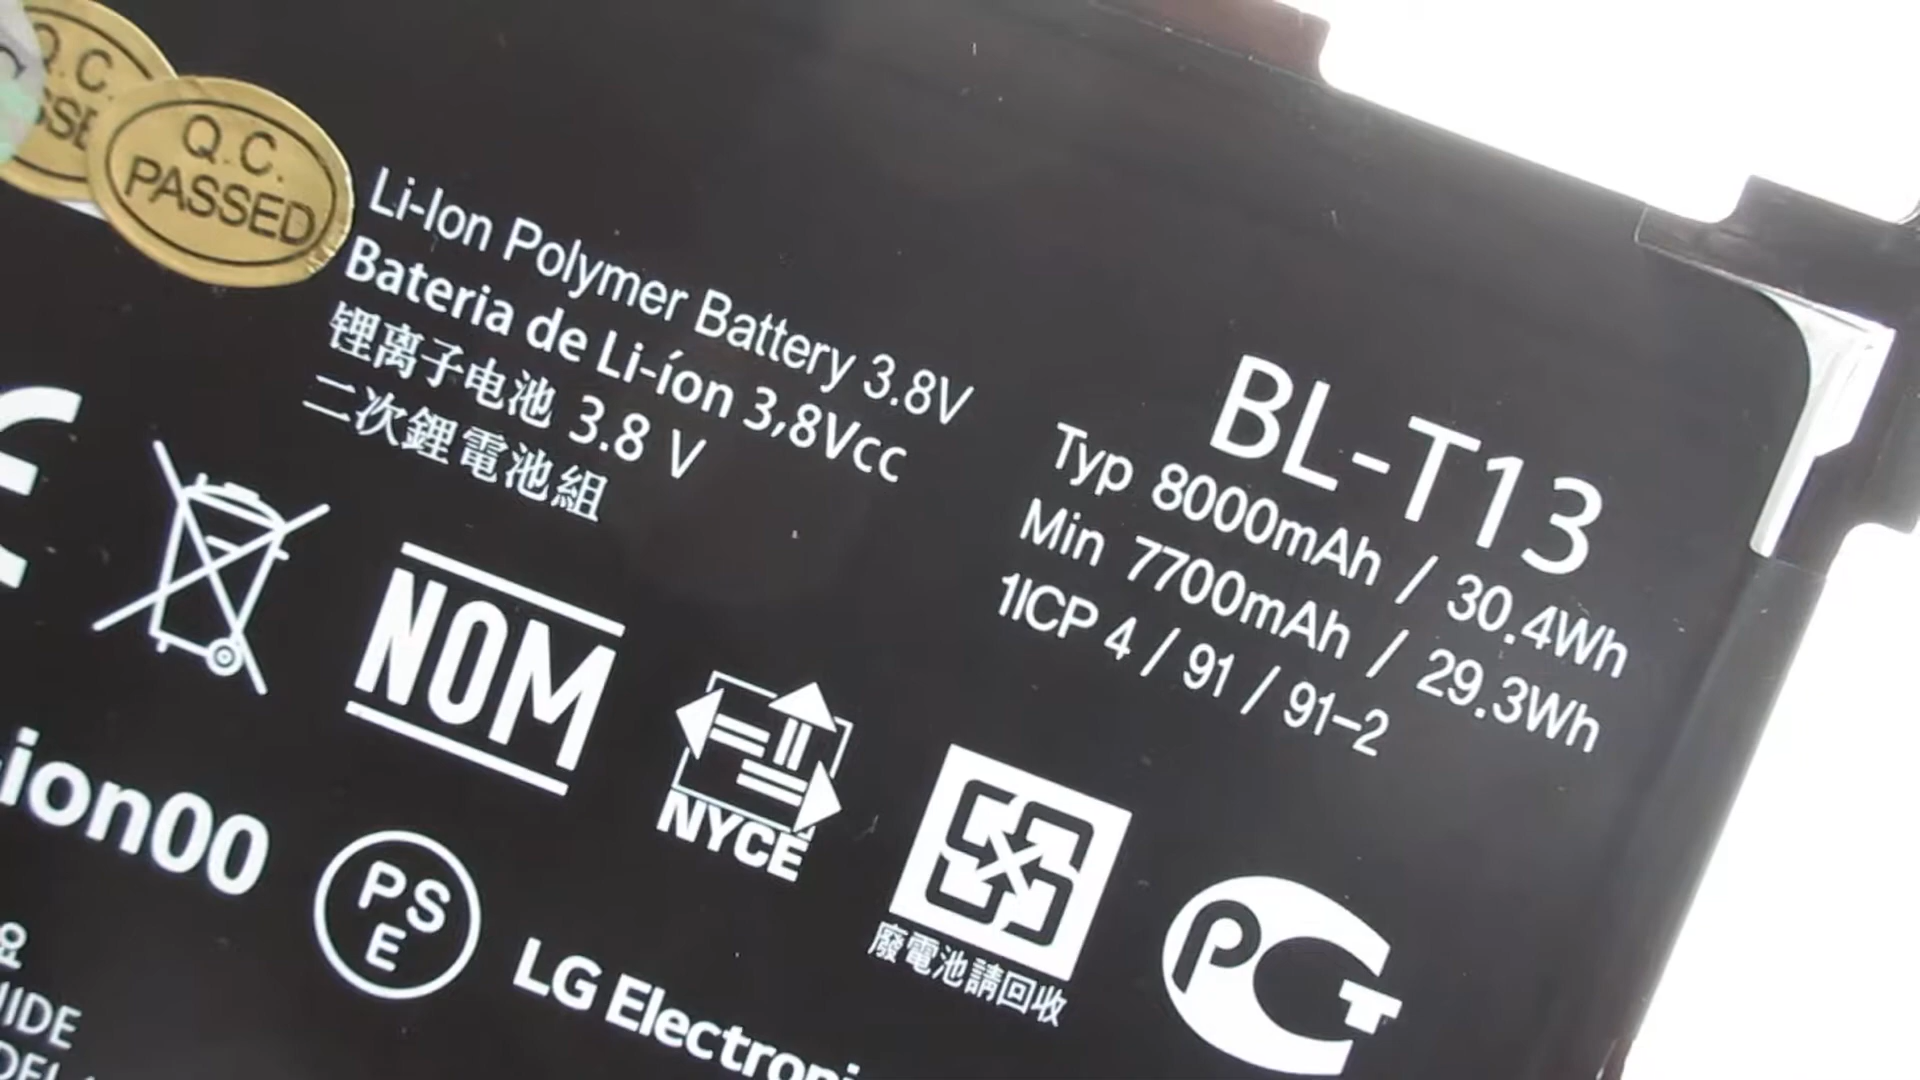 Q.C.
PASSED
Q.C.
Li-Ion Polymer Battery 3.8V
Bateria de Li-íon 3,8Vcc
锂离子电池 3.8 V
二次鋰電池組
BL-T13
Typ 8000mAh / 30.4Wh
Min 7700mAh / 29.3Wh
1ICP 4 / 91 / 91-2
NOM
NYCE
廢電池請回收
PCT
-ion00
PS
E
LG Electroni